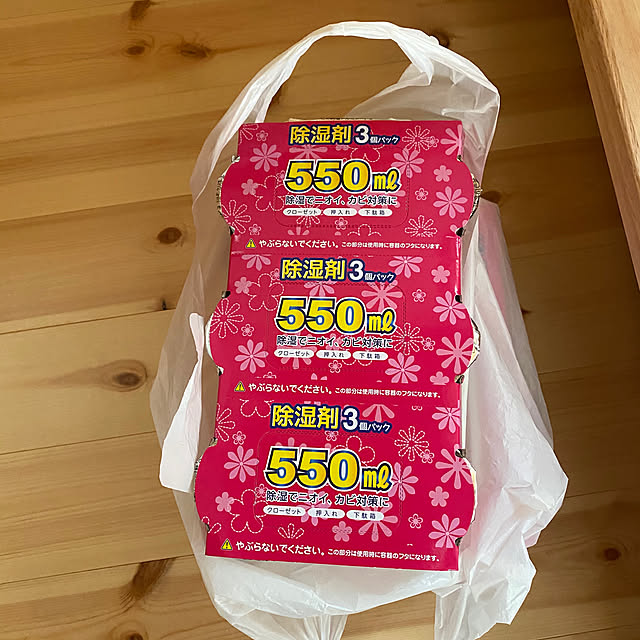 除湿剤3個パック
550ml
除湿でニオイ、カビ対策に
クローゼット 押入れ 下駄箱
⚠やぶらないでください。この部分は使用時に容器のフタになります。
除湿剤3個パック
550ml
除湿でニオイ、カビ対策に
クローゼット 押入れ 下駄箱
⚠やぶらないでください。この部分は使用時に容器のフタになります。
除湿剤3個パック
550ml
除湿でニオイ、カビ対策に
クローゼット 押入れ 下駄箱
⚠やぶらないでください。この部分は使用時に容器のフタになります。